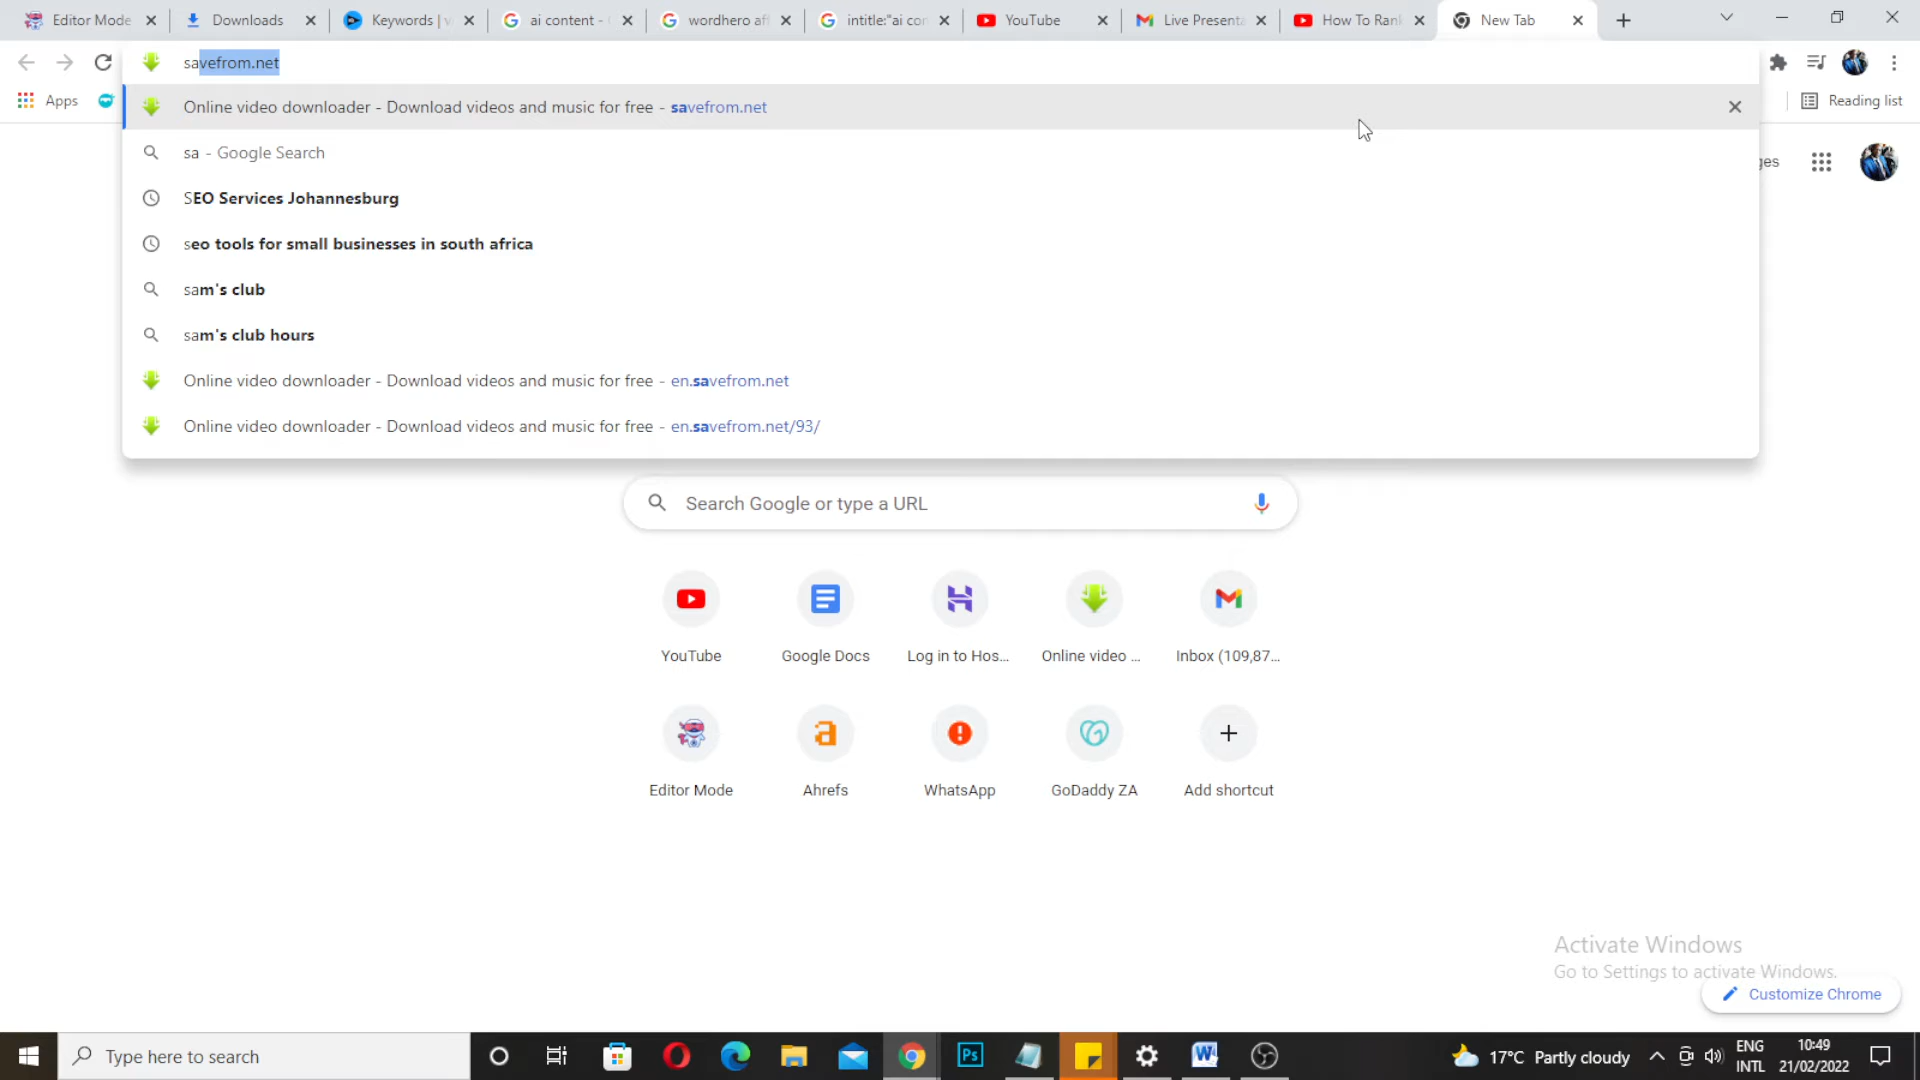 Editor Mode
Downloads
Keywords | v
ai content -
wordhero aff
intitle:"ai con
YouTube
Live Presenta
How To Rank
New Tab
savefrom.net
Apps
Reading list
Online video downloader - Download videos and music for free - savefrom.net
sa - Google Search
SEO Services Johannesburg
seo tools for small businesses in south africa
sam's club
sam's club hours
Online video downloader - Download videos and music for free - en.savefrom.net
Online video downloader - Download videos and music for free - en.savefrom.net/93/
Search Google or type a URL
YouTube
Google Docs
Log in to Hos...
Online video ...
Inbox (109,87...
Editor Mode
Ahrefs
WhatsApp
GoDaddy ZA
Add shortcut
Activate Windows
Go to Settings to activate Windows.
Customize Chrome
Type here to search
Ps
17°C Partly cloudy
ENG
INTL
10:49
21/02/2022